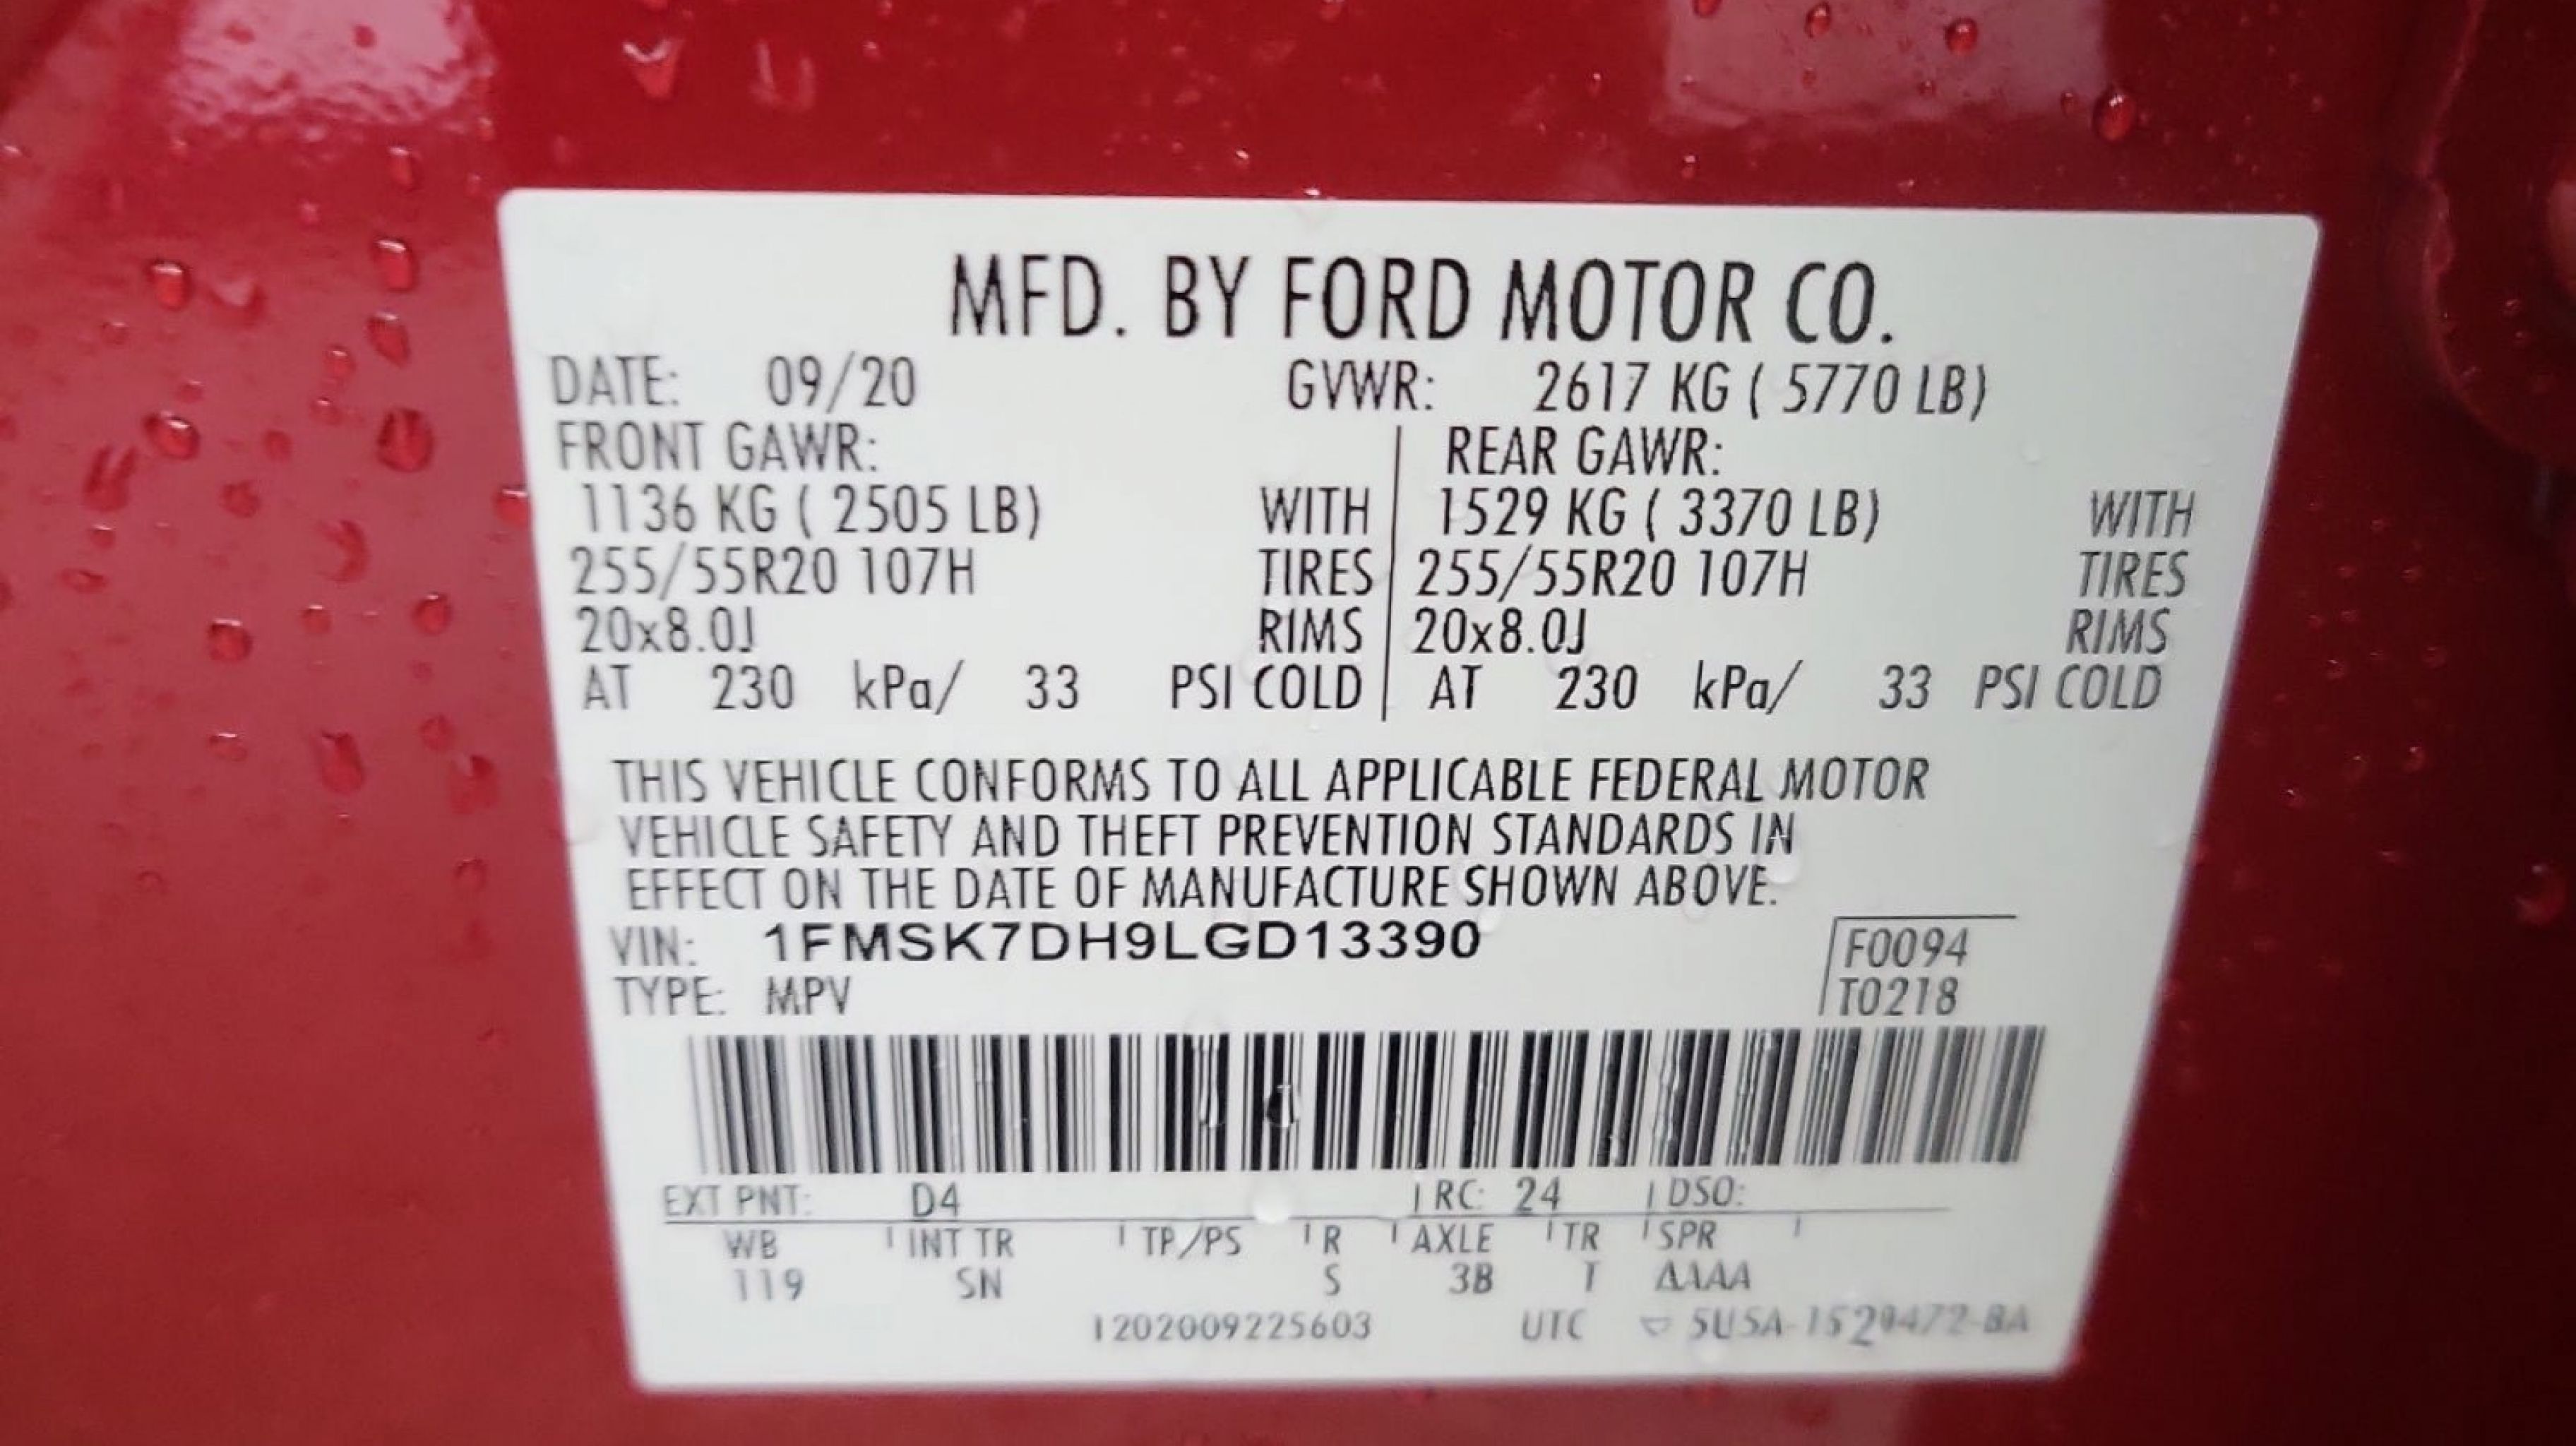 MFD. BY FORD MOTOR CO.
DATE: 09/20 GVWR: 2617 KG ( 5770 LB)
FRONT GAWR: REAR GAWR:
1136 KG ( 2505 LB) WITH 1529 KG ( 3370 LB) WITH
255/55R20 107H TIRES 255/55R20 107H TIRES
20x8.0J RIMS 20x8.0J RIMS
AT 230 kPa/ 33 PSI COLD AT 230 kPa/ 33 PSI COLD
THIS VEHICLE CONFORMS TO ALL APPLICABLE FEDERAL MOTOR
VEHICLE SAFETY AND THEFT PREVENTION STANDARDS IN
EFFECT ON THE DATE OF MANUFACTURE SHOWN ABOVE.
VIN: 1FMSK7DH9LGD13390 F0094
TYPE: MPV T0218
EXT PNT: D4 RC: 24 DSO:
WB INT TR TP/PS R AXLE TR SPR
119 SN S 3B T
1202009225603 UTC